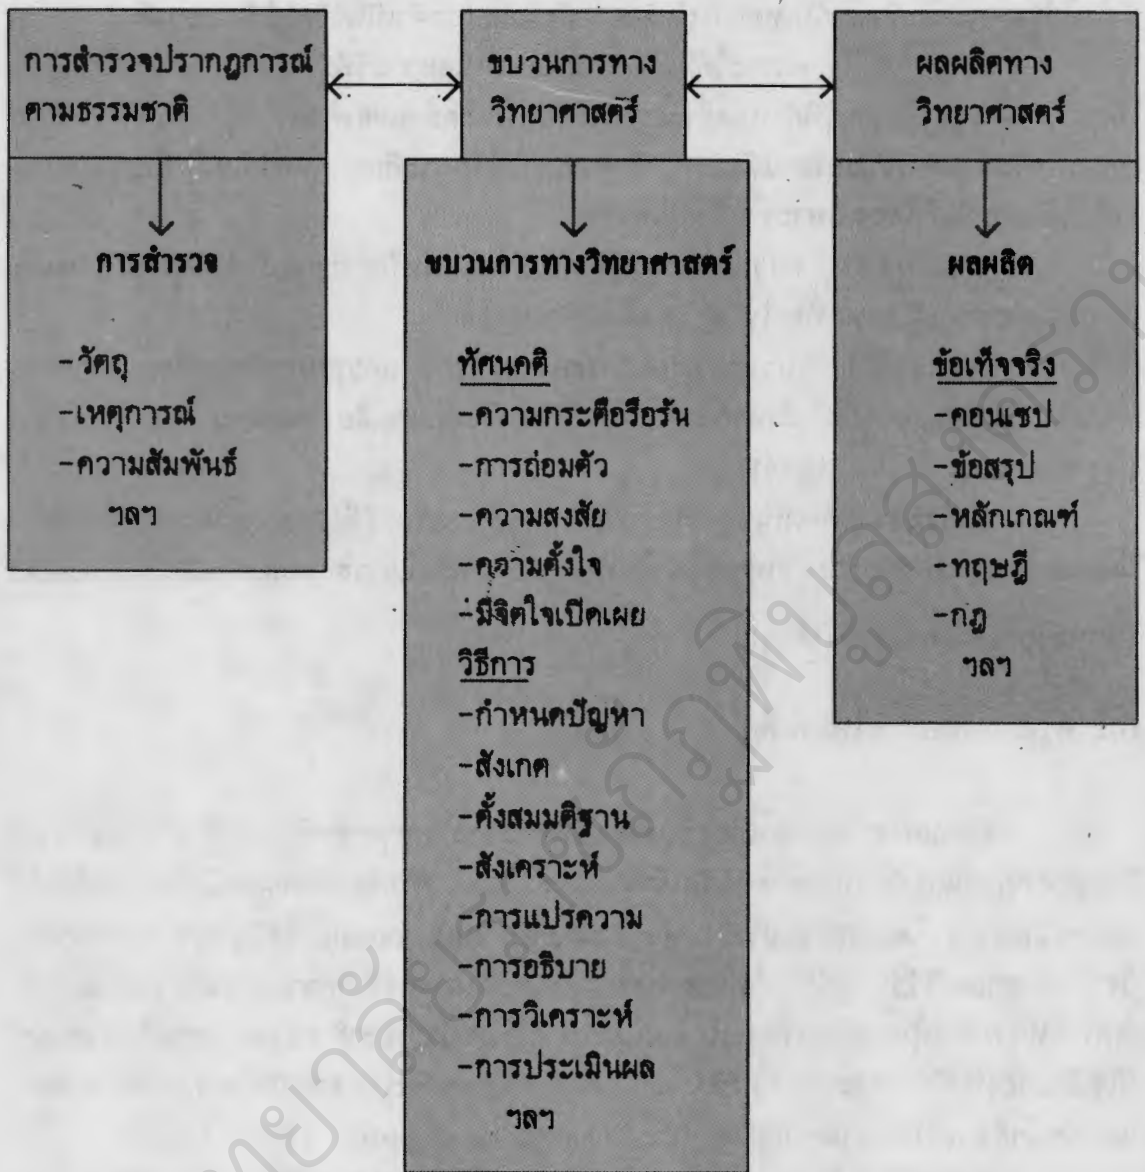 การสำรวจปรากฏการณ์
ตามธรรมชาติ
ขบวนการทาง
วิทยาศาสตร์
ผลผลิตทาง
วิทยาศาสตร์
การสำรวจ
-วัตถุ
-เหตุการณ์
-ความสัมพันธ์
ฯลฯ
ขบวนการทางวิทยาศาสตร์
ทัศนคติ
-ความกระตือรือร้น
-การถ่อมตัว
-ความสงสัย
-ความตั้งใจ
-มีจิตใจเปิดเผย
วิธีการ
-กำหนดปัญหา
-สังเกต
-ตั้งสมมติฐาน
-สังเคราะห์
-การแปรความ
-การอธิบาย
-การวิเคราะห์
-การประเมินผล
ฯลฯ
ผลผลิต
ข้อเท็จจริง
-คอนเซป
-ข้อสรุป
-หลักเกณฑ์
-ทฤษฎี
-กฎ
ฯลฯ